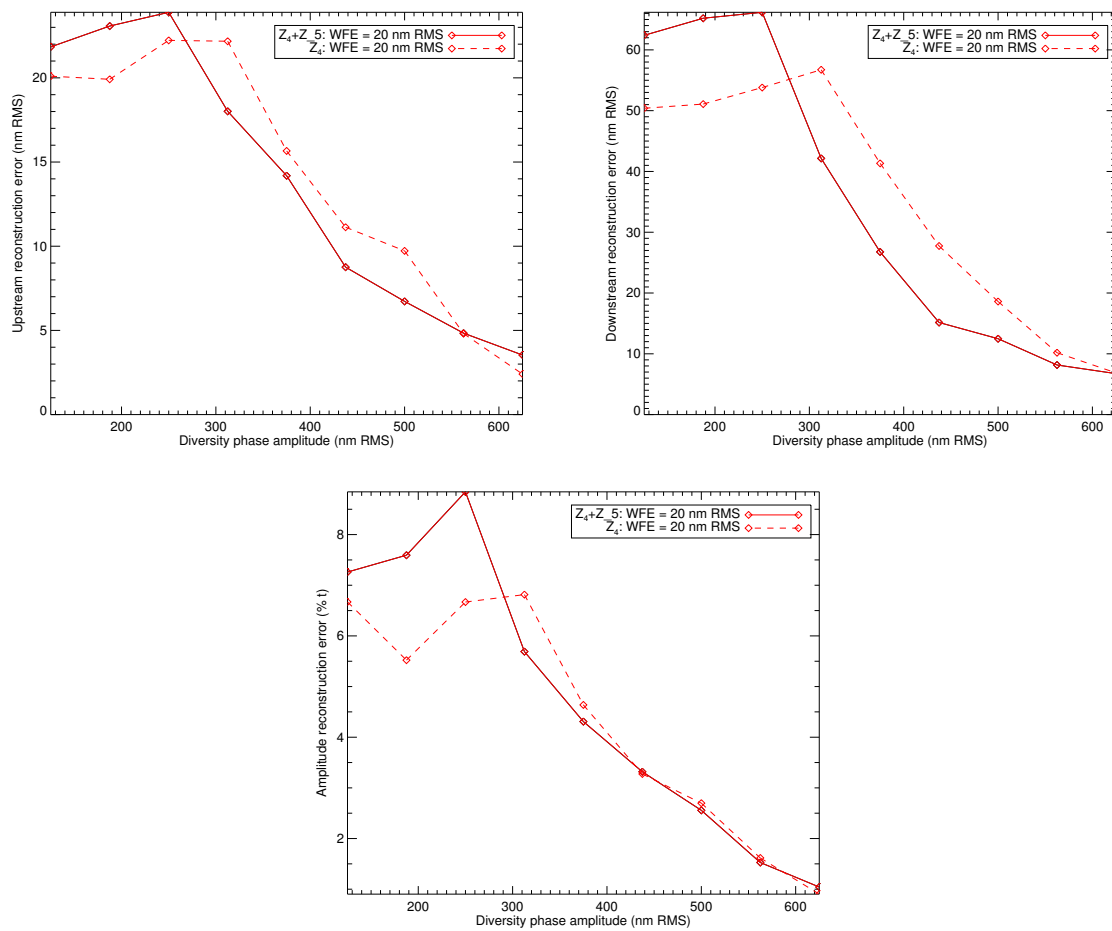 Z₄+Z_5: WFE = 20 nm RMS
Z₄: WFE = 20 nm RMS
Upstream reconstruction error (nm RMS)
20
15
10
5
0
200 300 400 500 600
Diversity phase amplitude (nm RMS)
Z₄+Z_5: WFE = 20 nm RMS
Z₄: WFE = 20 nm RMS
Downstream reconstruction error (nm RMS)
60
50
40
30
20
10
0
200 300 400 500 600
Diversity phase amplitude (nm RMS)
Z₄+Z_5: WFE = 20 nm RMS
Z₄: WFE = 20 nm RMS
Amplitude reconstruction error (% t)
8
6
4
2
200 300 400 500 600
Diversity phase amplitude (nm RMS)